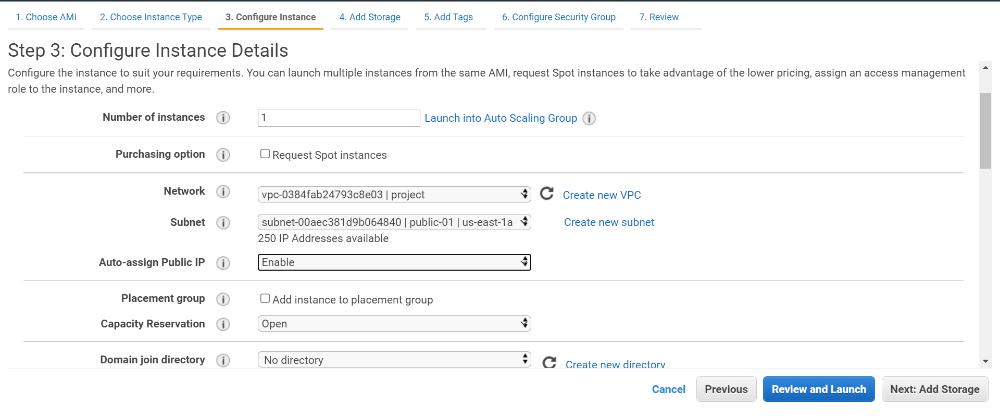 1. Choose AMI
2. Choose Instance Type
3. Configure Instance
4. Add Storage
5. Add Tags
6. Configure Security Group
7. Review
Step 3: Configure Instance Details
Configure the instance to suit your requirements. You can launch multiple instances from the same AMI, request Spot instances to take advantage of the lower pricing, assign an access management
role to the instance, and more.
Number of instances
1
Launch into Auto Scaling Group
Purchasing option
Request Spot instances
Network
vpc-0384fab24793c8e03 | project
Create new VPC
Subnet
subnet-00aec381d9b064840 | public-01 | us-east-1a
Create new subnet
250 IP Addresses available
Auto-assign Public IP
Enable
Placement group
Add instance to placement group
Capacity Reservation
Open
Domain join directory
No directory
Create new directory
Cancel
Previous
Review and Launch
Next: Add Storage